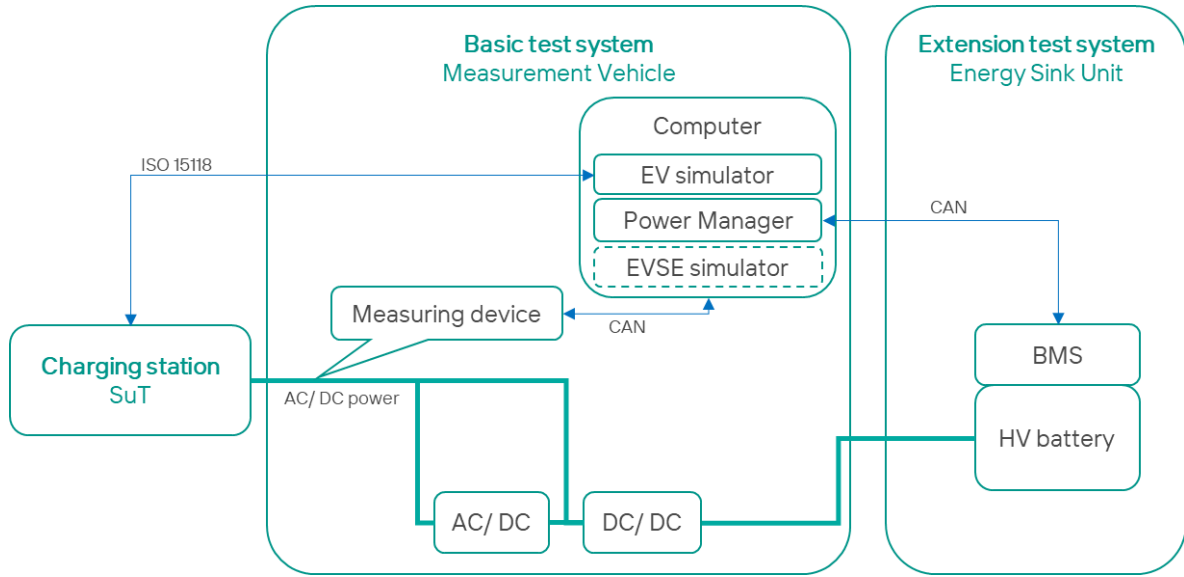 Basic test system
Measurement Vehicle
Extension test system
Energy Sink Unit
Computer
ISO 15118
EV simulator
Power Manager
CAN
EVSE simulator
Measuring device
CAN
Charging station
SuT
AC/ DC power
BMS
HV battery
AC/ DC
DC/ DC